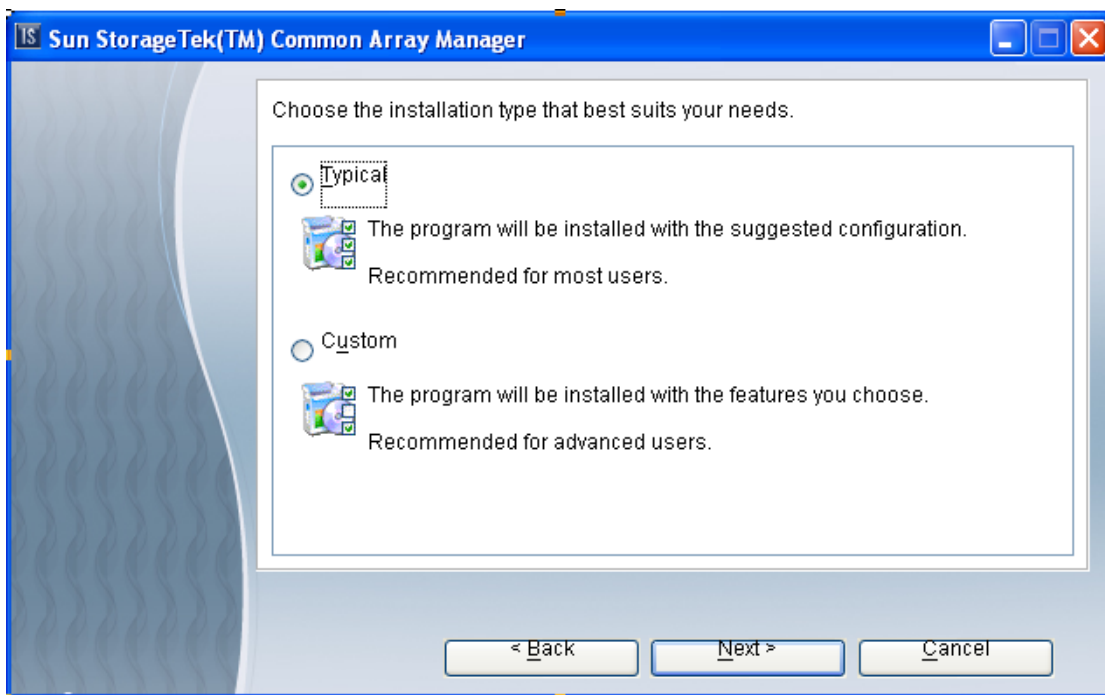 IS Sun StorageTek(TM) Common Array Manager
Choose the installation type that best suits your needs.
Typical
The program will be installed with the suggested configuration.
Recommended for most users.
Custom
The program will be installed with the features you choose.
Recommended for advanced users.
< Back Next > Cancel